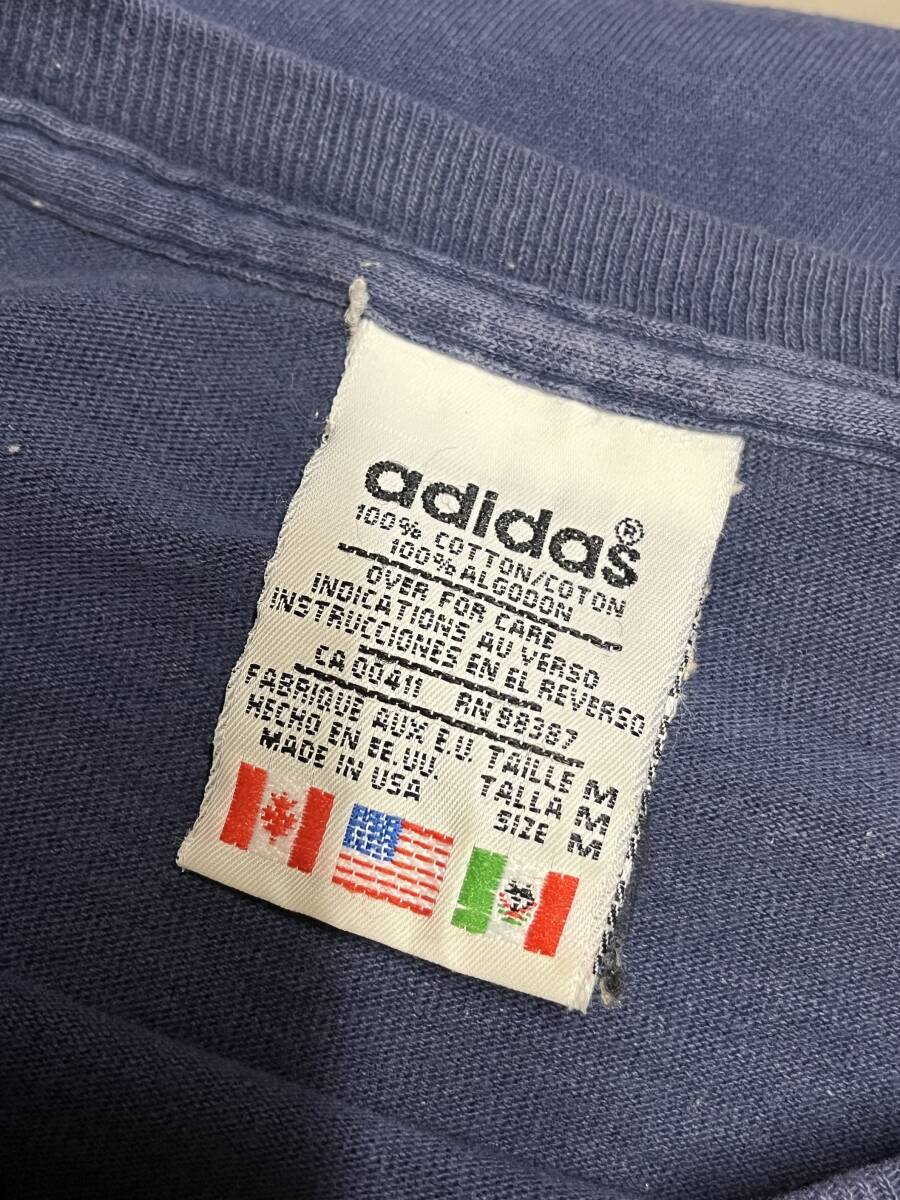 adidas®
100% COTTON/COTON
100% ALGODON
OVER FOR CARE
INDICATIONS AU VERSO
INSTRUCCIONES EN EL REVERSO
CA 00411 RN 88387
FABRIQUE AUX E.U. TAILLE M
HECHO EN EE.UU. TALLA M
MADE IN USA SIZE M